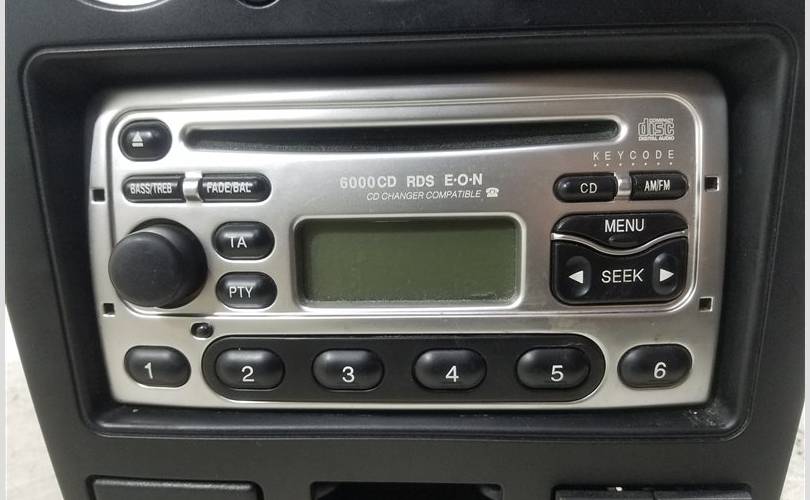 COMPACT
disc
DIGITAL AUDIO
KEYCODE
BASS/TREB FADE/BAL
6000CD RDS E·O·N
CD CHANGER COMPATIBLE
CD AM/FM
MENU
TA
SEEK
PTY
1 2 3 4 5 6